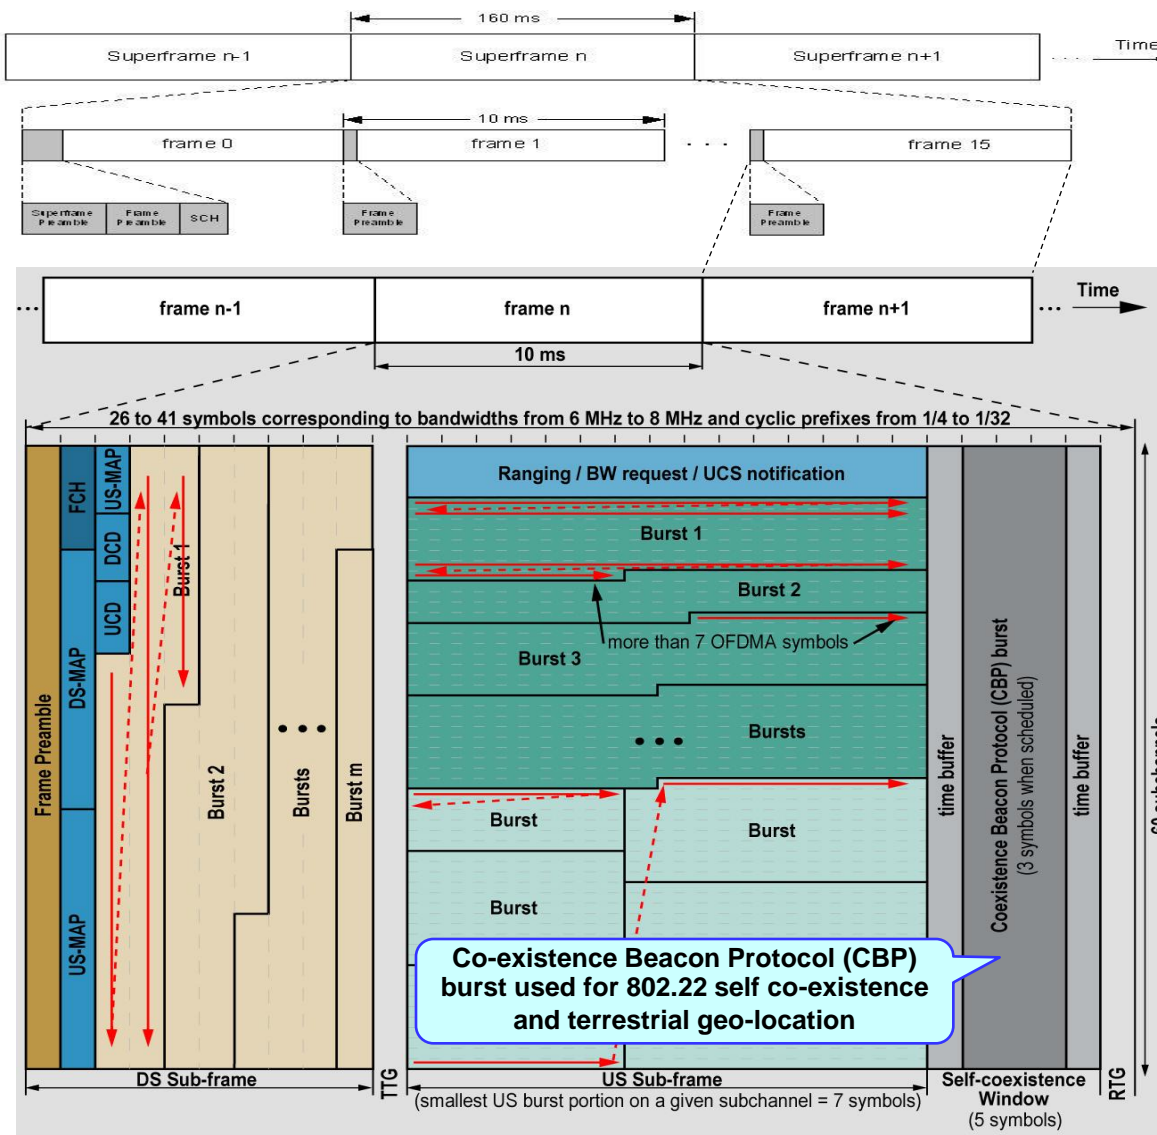 160 ms
Superframe n-1
Superframe n
Superframe n+1
Time
10 ms
frame 0
frame 1
. . .
frame 15
Superframe
Preamble
Frame
Preamble
SCH
Frame
Preamble
Frame
Preamble
...
frame n-1
frame n
frame n+1
...
Time
10 ms
26 to 41 symbols corresponding to bandwidths from 6 MHz to 8 MHz and cyclic prefixes from 1/4 to 1/32
Frame Preamble
FCH
DS-MAP
US-MAP
US-MAP
DCD
UCD
Burst 1
Burst 2
...
Bursts
Burst m
TTG
Ranging / BW request / UCS notification
Burst 1
Burst 2
more than 7 OFDMA symbols
Burst 3
Bursts
...
Burst
Burst
Burst
time buffer
Coexistence Beacon Protocol (CBP) burst
(3 symbols when scheduled)
time buffer
60 subchannels
Co-existence Beacon Protocol (CBP)
burst used for 802.22 self co-existence
and terrestrial geo-location
DS Sub-frame
US Sub-frame
(smallest US burst portion on a given subchannel = 7 symbols)
Self-coexistence
Window
(5 symbols)
RTG